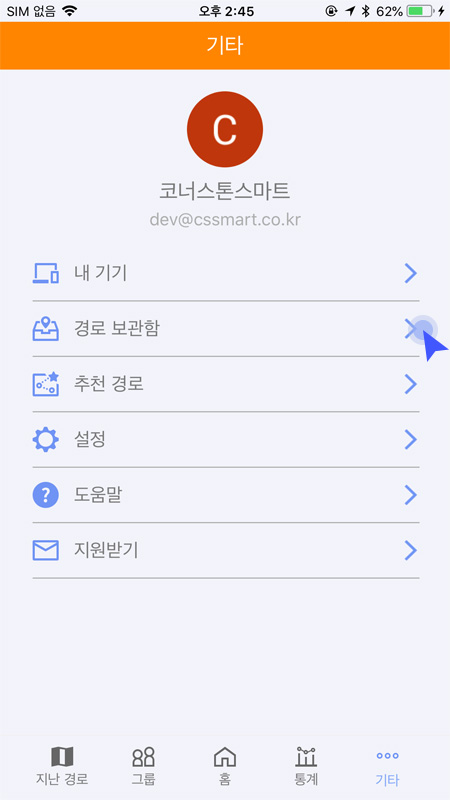 SIM 없음 오후 2:45 62%
기타
C
코너스톤스마트
dev@cssmart.co.kr
내 기기
경로 보관함
추천 경로
설정
?
도움말
지원받기
지난 경로 그룹 홈 통계 기타